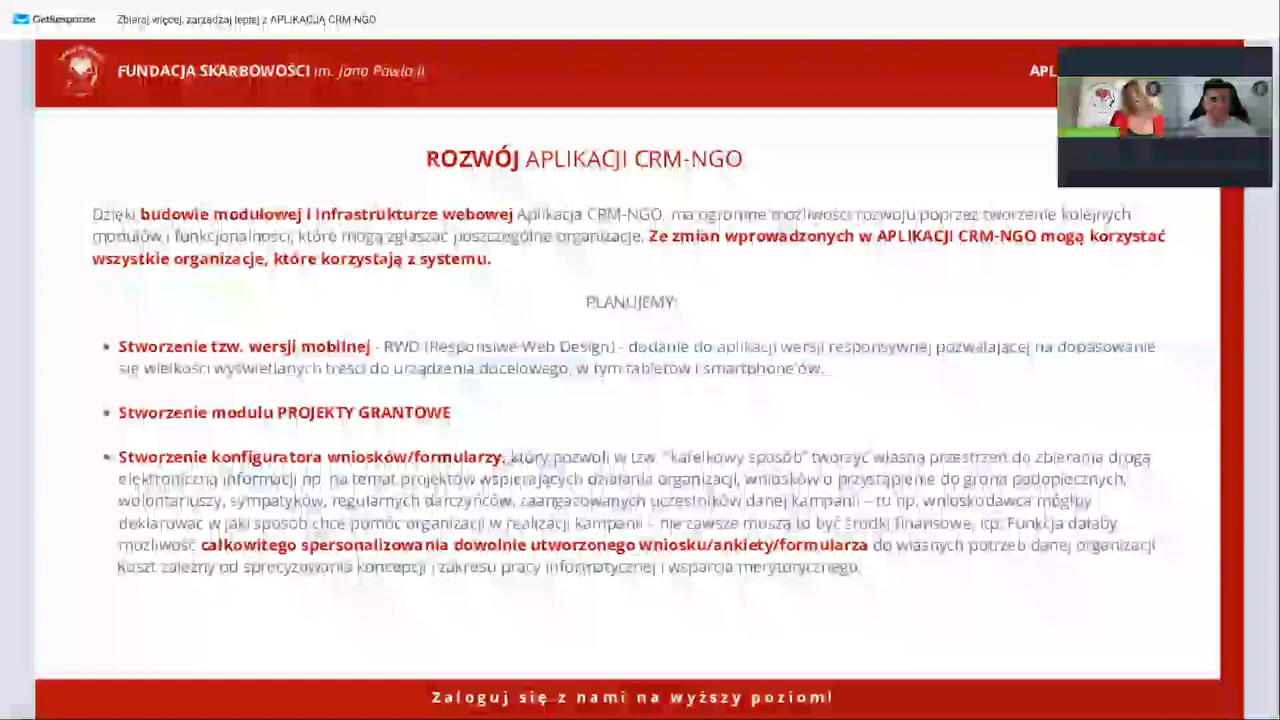 GetResponse Zbieraj więcej, zarządzaj lepiej z APLIKACJĄ CRM-NGO
FUNDACJA SKARBOWOŚCI im. Jana Pawła II
APL
ROZWÓJ APLIKACJI CRM-NGO
Dzięki budowie modułowej i infrastrukturze webowej Aplikacja CRM-NGO, ma ogromne możliwości rozwoju poprzez tworzenie kolejnych
modułów i funkcjonalności, które mogą zgłaszać poszczególne organizacje. Ze zmian wprowadzonych w APLIKACJI CRM-NGO mogą korzystać
wszystkie organizacje, które korzystają z systemu.
PLANUJEMY:
• Stworzenie tzw. wersji mobilnej - RWD (Responsive Web Design) - dodanie do aplikacji wersji responsywnej pozwalającej na dopasowanie
się wielkości wyświetlanych treści do urządzenia docelowego, w tym tabletów i smartphone'ów.
• Stworzenie modułu PROJEKTY GRANTOWE
• Stworzenie konfiguratora wniosków/formularzy, który pozwoli w tzw. "kafelkowy sposób" tworzyć własną przestrzeń do zbierania drogą
elektroniczną informacji np. na temat projektów wspierających działania organizacji, wniosków o przystąpienie do grona podopiecznych,
wolontariuszy, sympatyków, regularnych darczyńców, zaangażowanych uczestników danej kampanii – tu np. wnioskodawca mógłby
deklarować w jaki sposób chce pomóc organizacji w realizacji kampanii – nie zawsze muszą to być środki finansowe, itp. Funkcja dałaby
możliwość całkowitego spersonalizowania dowolnie utworzonego wniosku/ankiety/formularza do własnych potrzeb danej organizacji
Koszt zależny od sprecyzowania koncepcji i zakresu pracy informatycznej i wsparcia merytorycznego.
Zaloguj się z nami na wyższy poziom!